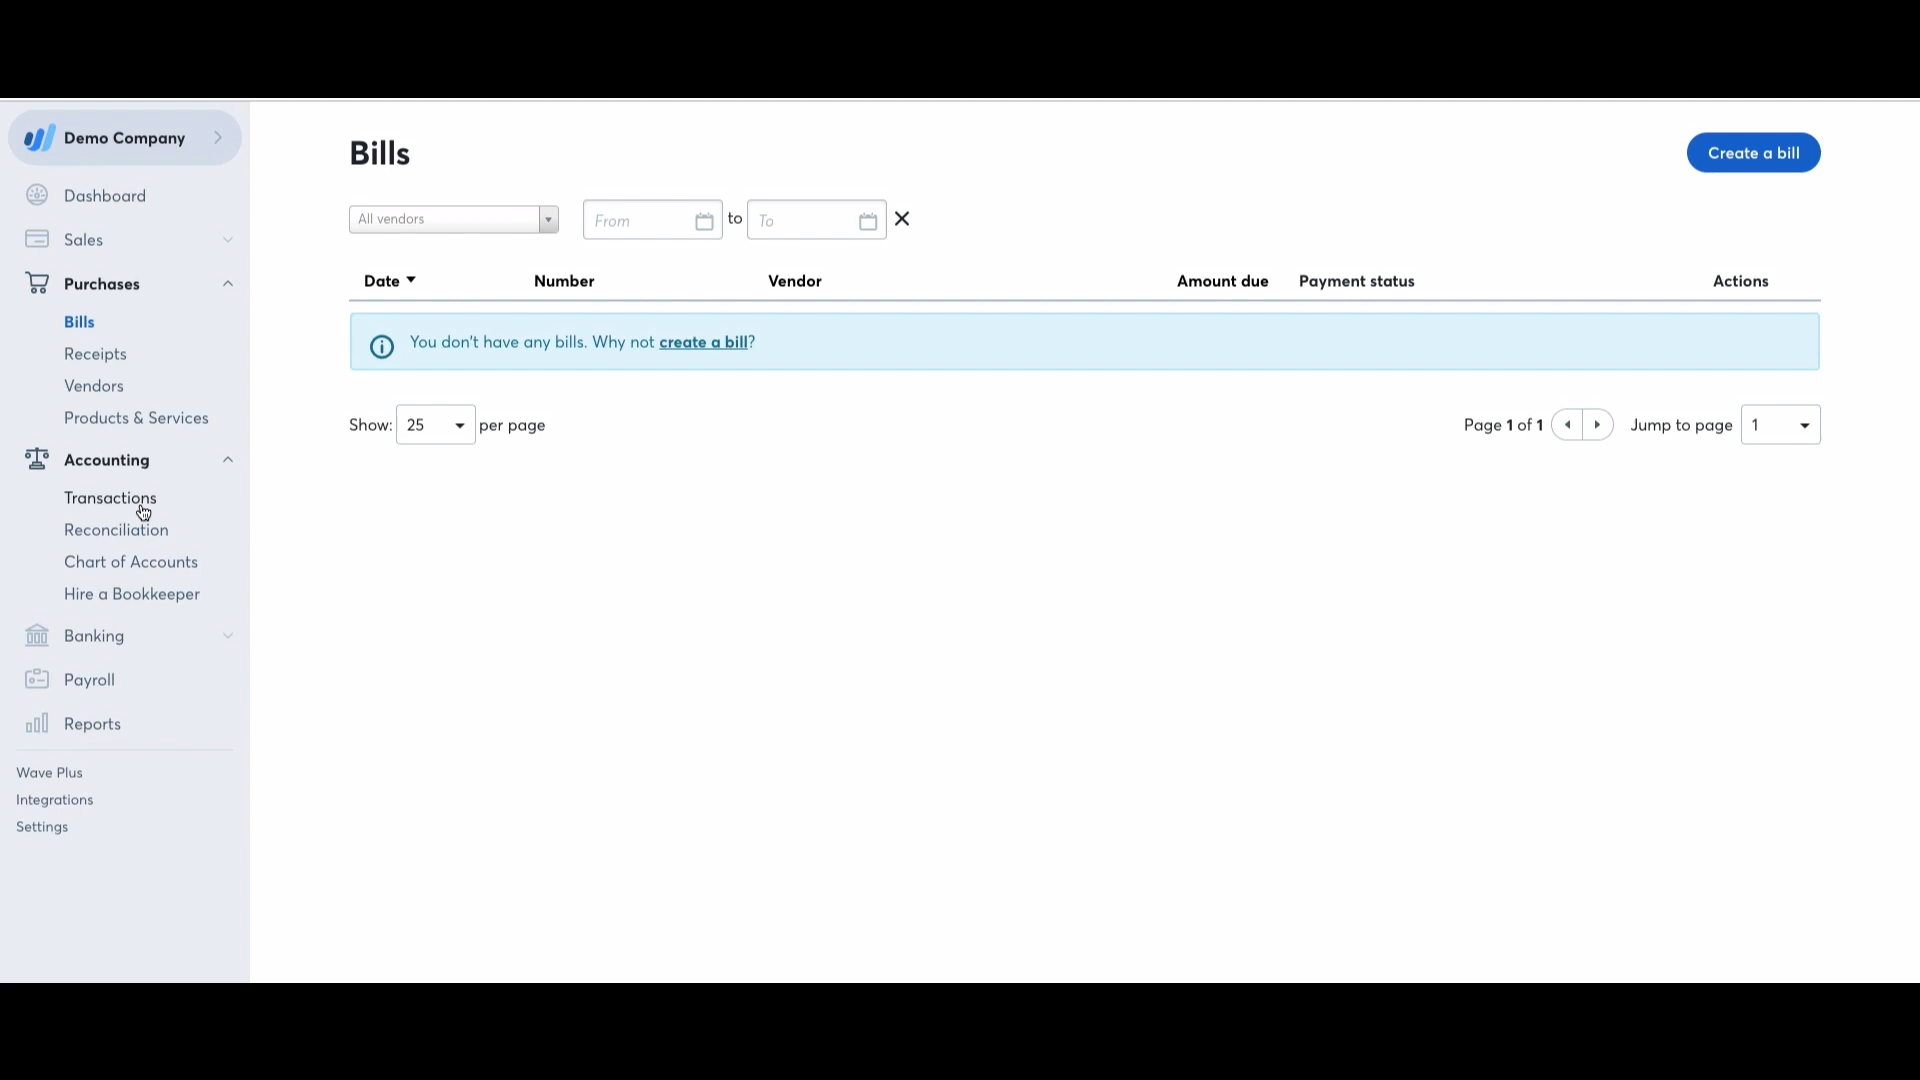 Demo Company
Dashboard
Sales
Purchases
Bills
Receipts
Vendors
Products & Services
Accounting
Transactions
Reconciliation
Chart of Accounts
Hire a Bookkeeper
Banking
Payroll
Reports
Wave Plus
Integrations
Settings
Bills
Create a bill
All vendors From to To
Date Number Vendor Amount due Payment status Actions
You don't have any bills. Why not create a bill?
Show: 25 per page Page 1 of 1 Jump to page 1